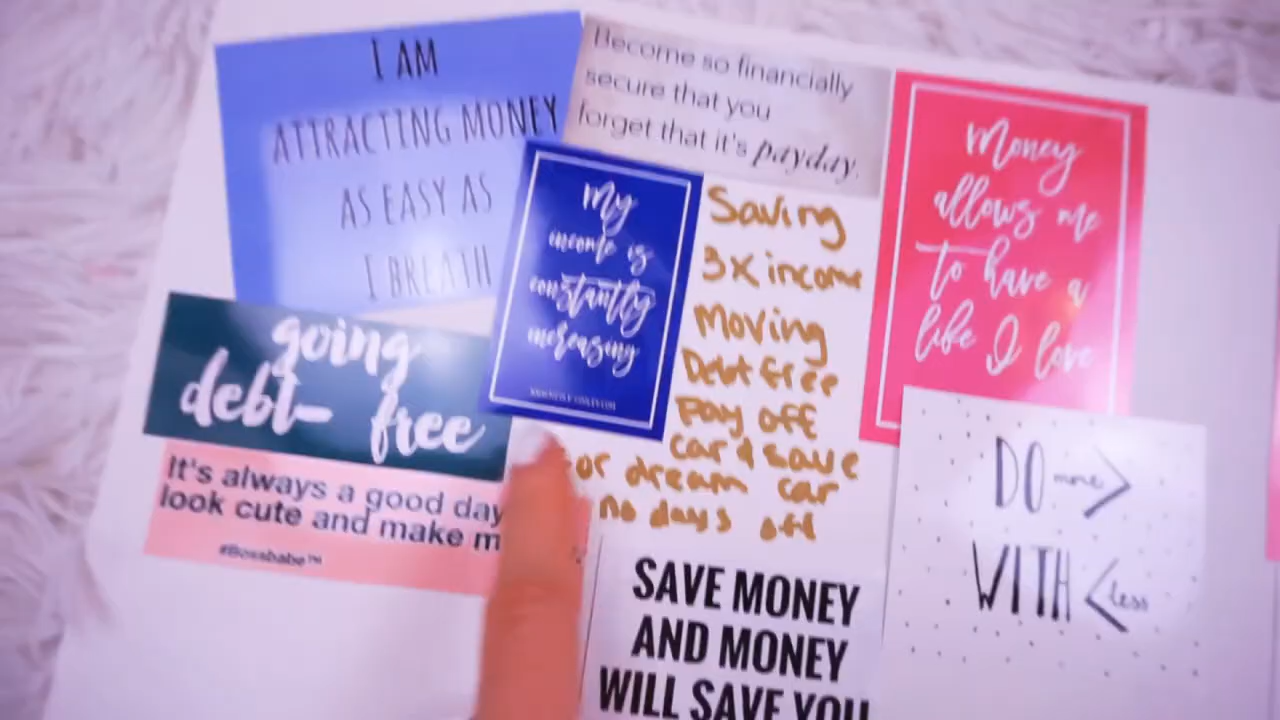 I AM
ATTRACTING MONEY
AS EASY AS
I BREATH
Become so financially
secure that you
forget that it's payday.
My
income is
constantly
increasing
Saving
3x income
Moving
Debt free
Pay off
car & save
or dream car
no days off
Money
allows me
to have a
life I love
going
debt- free
It's always a good day
look cute and make m
#Bossbabe™
DO more >
WITH < less
SAVE MONEY
AND MONEY
WILL SAVE YOU